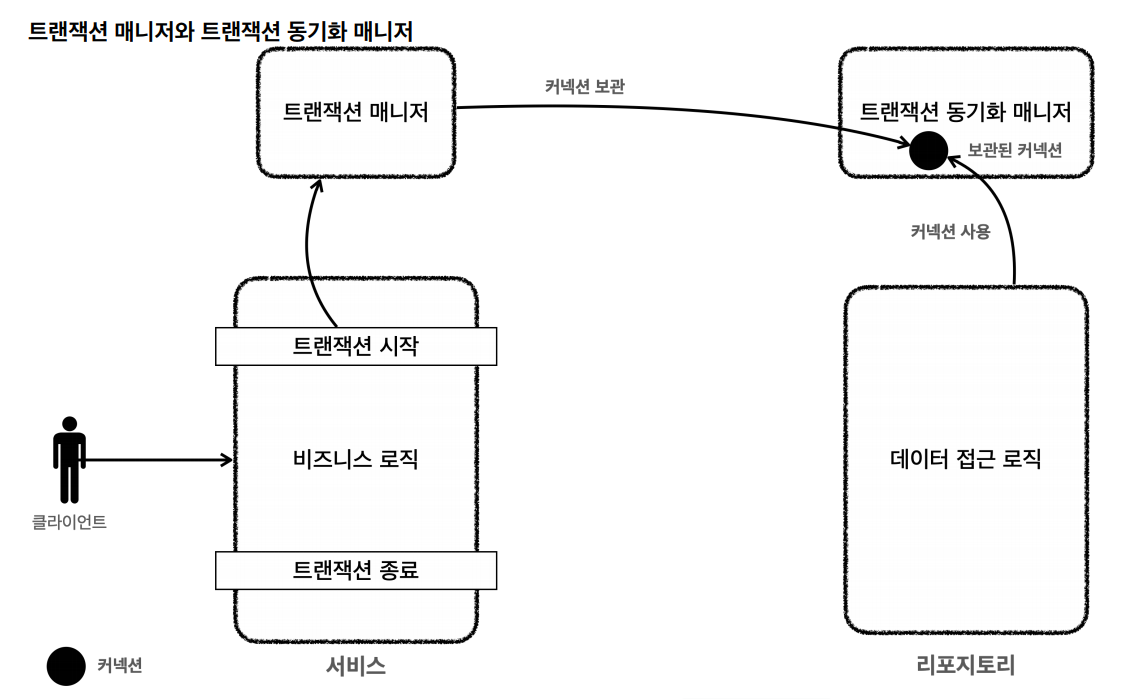 트랜잭션 매니저와 트랜잭션 동기화 매니저
트랜잭션 매니저
커넥션 보관
트랜잭션 동기화 매니저
보관된 커넥션
커넥션 사용
트랜잭션 시작
비즈니스 로직
데이터 접근 로직
클라이언트
트랜잭션 종료
커넥션
서비스
리포지토리